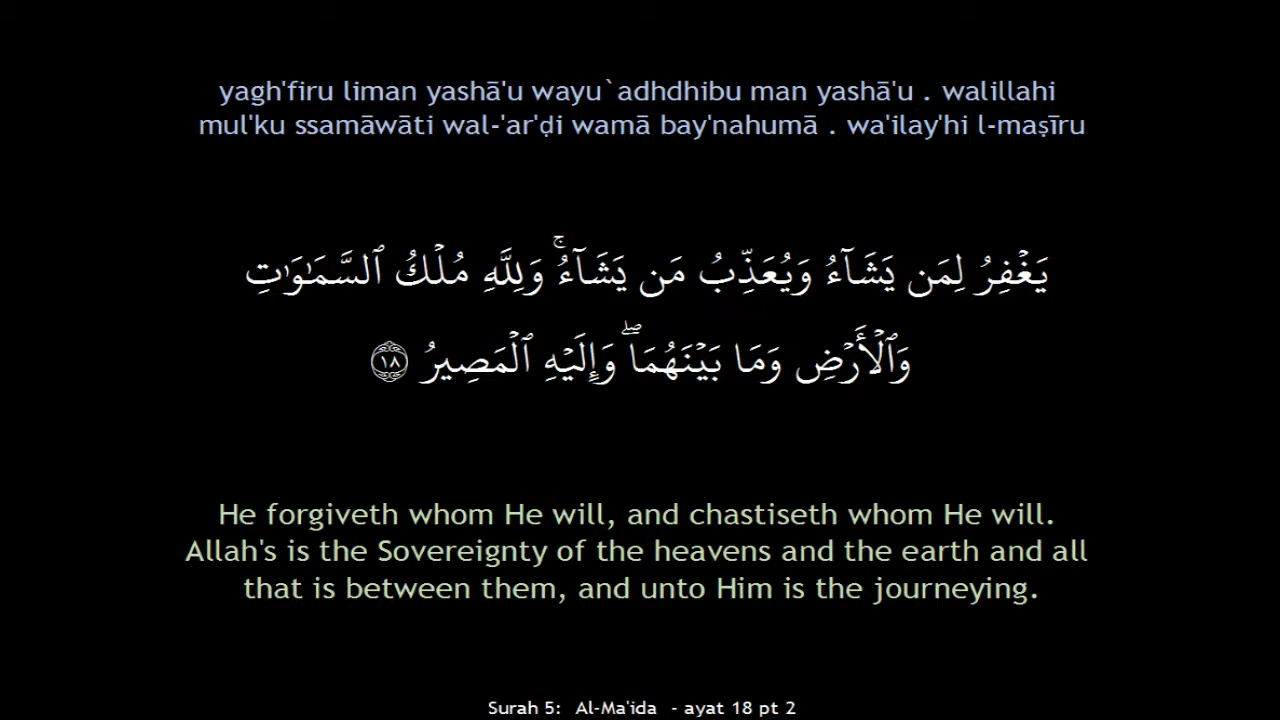 yagh'firu liman yashā'u wayu`adhdhibu man yashā'u . walillahi
mul'ku ssamāwāti wal-'ar'ḍi wamā bay'nahumā . wa'ilay'hi l-maṣīru
يَغْفِرُ لِمَن يَشَآءُ وَيُعَذِّبُ مَن يَشَآءُ ۚ وَلِلَّهِ مُلْكُ ٱلسَّمَـٰوَٰتِ
وَٱلْأَرْضِ وَمَا بَيْنَهُمَا ۖ وَإِلَيْهِ ٱلْمَصِيرُ ۝١٨
He forgiveth whom He will, and chastiseth whom He will.
Allah's is the Sovereignty of the heavens and the earth and all
that is between them, and unto Him is the journeying.
Surah 5: Al-Ma'ida - ayat 18 pt 2